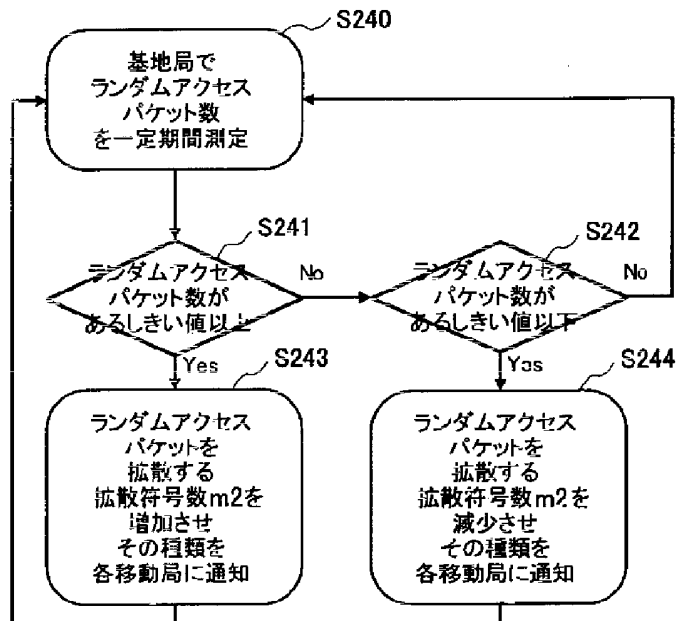 S240
基地局で
ランダムアクセス
パケット数
を一定期間測定
S241
ランダムアクセス
パケット数が
あるしきい値以上
No
S242
ランダムアクセス
パケット数が
あるしきい値以下
No
Yes
S243
ランダムアクセス
パケットを
拡散する
拡散符号数m2を
増加させ
その種類を
各移動局に通知
Yes
S244
ランダムアクセス
パケットを
拡散する
拡散符号数m2を
減少させ
その種類を
各移動局に通知